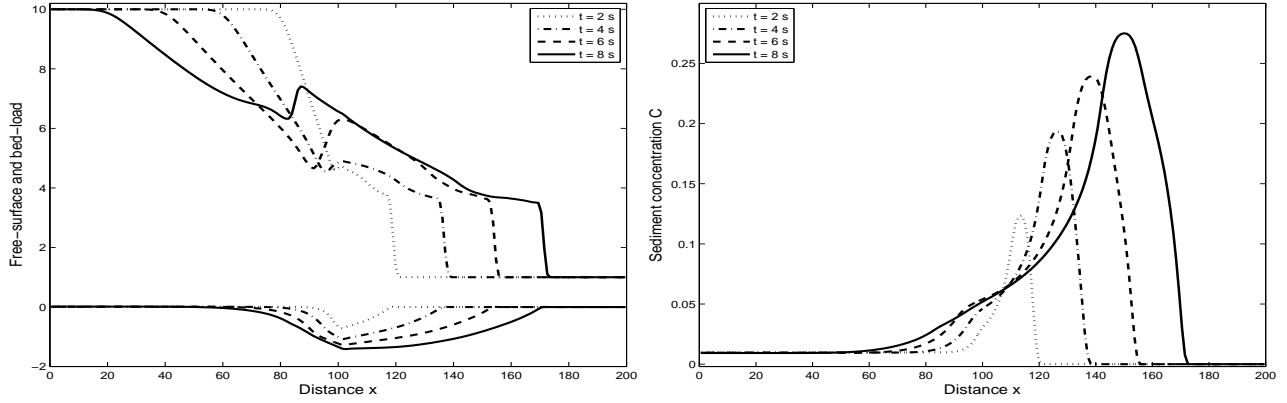 10
8
6
4
2
0
−2
Free−surface and bed−load
0 20 40 60 80 100 120 140 160 180 200
Distance x
t = 2 s
t = 4 s
t = 6 s
t = 8 s
0.25
0.2
0.15
0.1
0.05
0
Sediment concentration C
0 20 40 60 80 100 120 140 160 180 200
Distance x
t = 2 s
t = 4 s
t = 6 s
t = 8 s